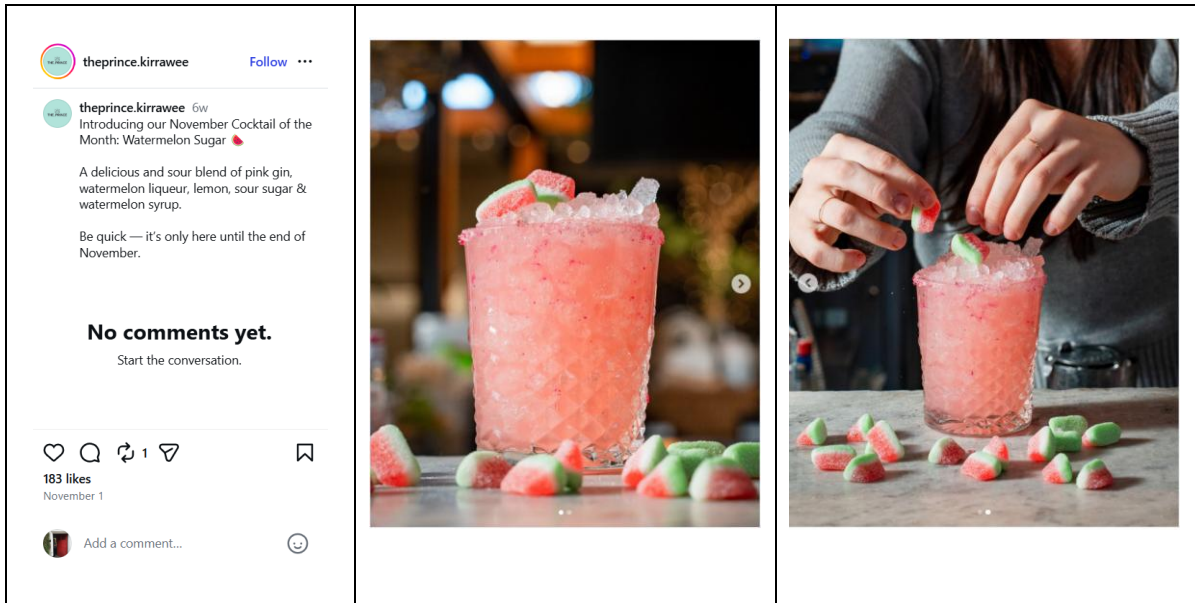 theprince.kirrawee
Follow
theprince.kirrawee 6w
Introducing our November Cocktail of the
Month: Watermelon Sugar 🍉
A delicious and sour blend of pink gin,
watermelon liqueur, lemon, sour sugar &
watermelon syrup.
Be quick — it's only here until the end of
November.
No comments yet.
Start the conversation.
1
183 likes
November 1
Add a comment...